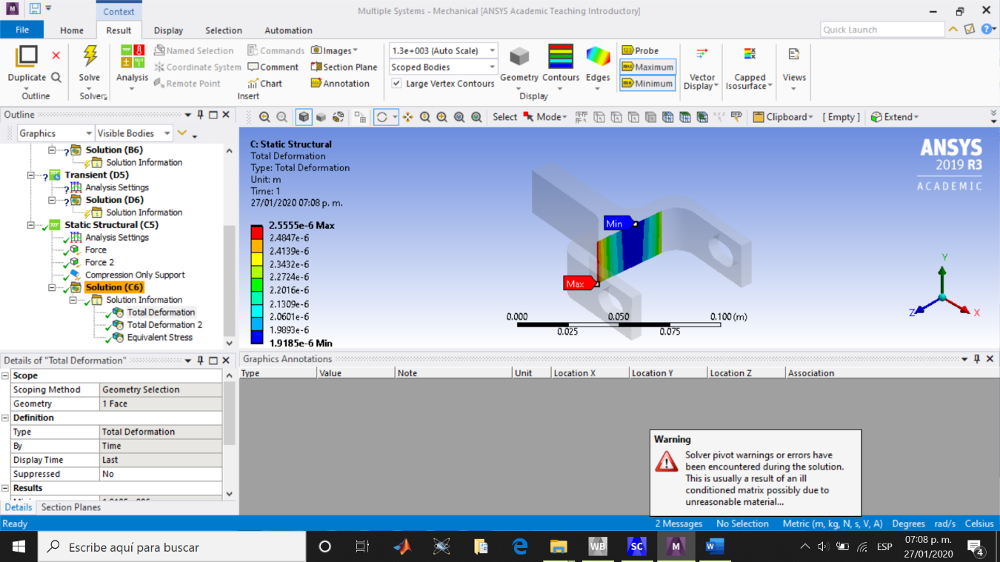 M
Context
Multiple Systems - Mechanical [ANSYS Academic Teaching Introductory]
File
Home
Result
Display
Selection
Automation
Quick Launch
Duplicate
Outline
Solve
Solver
Analysis
Named Selection
Coordinate System
Remote Point
Commands
Comment
Chart
Images
Section Plane
Annotation
Insert
1.3e+003 (Auto Scale)
Scoped Bodies
Large Vertex Contours
Geometry
Contours
Edges
Probe
Maximum
Minimum
Display
Vector
Display
Capped
Isosurface
Views
Outline
Select
Mode
Clipboard
[ Empty ]
Extend
Graphics
Visible Bodies
Solution (B6)
Solution Information
Transient (D5)
Analysis Settings
Solution (D6)
Solution Information
Static Structural (C5)
Analysis Settings
Force
Force 2
Compression Only Support
Solution (C6)
Solution Information
Total Deformation
Total Deformation 2
Equivalent Stress
C: Static Structural
Total Deformation
Type: Total Deformation
Unit: m
Time: 1
27/01/2020 07:08 p. m.
2.5555e-6 Max
2.4847e-6
2.4139e-6
2.3432e-6
2.2724e-6
2.2016e-6
2.1309e-6
2.0601e-6
1.9893e-6
1.9185e-6 Min
Min
Max
0.000
0.050
0.100 (m)
0.025
0.075
ANSYS
2019 R3
ACADEMIC
Y
Z
X
Details of "Total Deformation"
Scope
Scoping Method Geometry Selection
Geometry 1 Face
Definition
Type Total Deformation
By Time
Display Time Last
Suppressed No
Results
Details
Section Planes
Graphics Annotations
Type Value Note Unit Location X Location Y Location Z Association
Warning
Solver pivot warnings or errors have
been encountered during the solution.
This is usually a result of an ill
conditioned matrix possibly due to
unreasonable material...
Ready
2 Messages
No Selection
Metric (m, kg, N, s, V, A)
Degrees
rad/s
Celsius
Escribe aquí para buscar
WB
SC
M
W
ESP
07:08 p. m.
27/01/2020
4